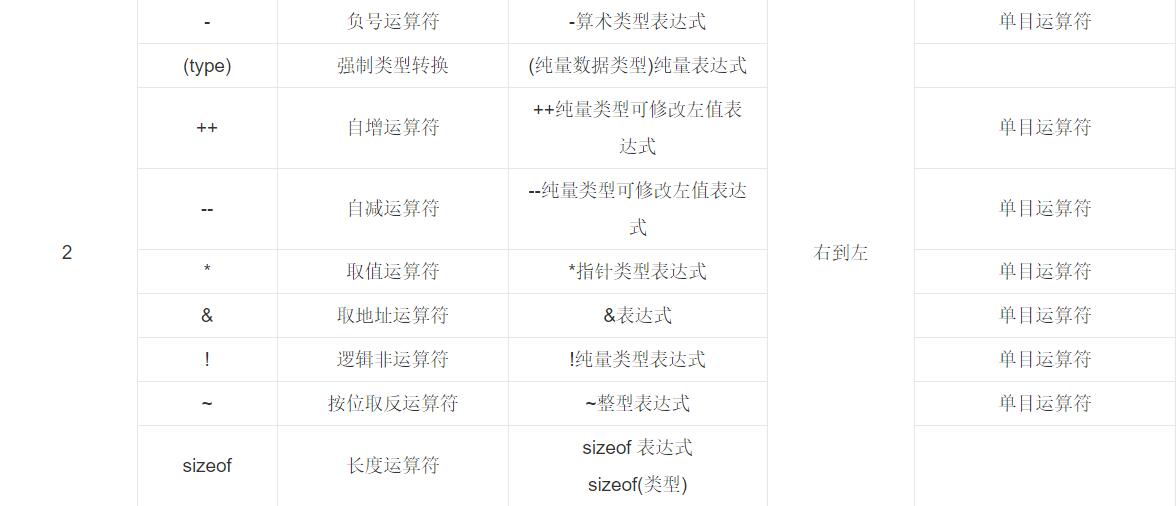 - 负号运算符 -算术类型表达式 单目运算符
(type) 强制类型转换 (纯量数据类型)纯量表达式
++ 自增运算符 ++纯量类型可修改左值表
达式 单目运算符
-- 自减运算符 --纯量类型可修改左值表达
式 单目运算符
2 右到左
* 取值运算符 *指针类型表达式 单目运算符
& 取地址运算符 &表达式 单目运算符
! 逻辑非运算符 !纯量类型表达式 单目运算符
~ 按位取反运算符 ~整型表达式 单目运算符
sizeof 长度运算符 sizeof 表达式
sizeof(类型)